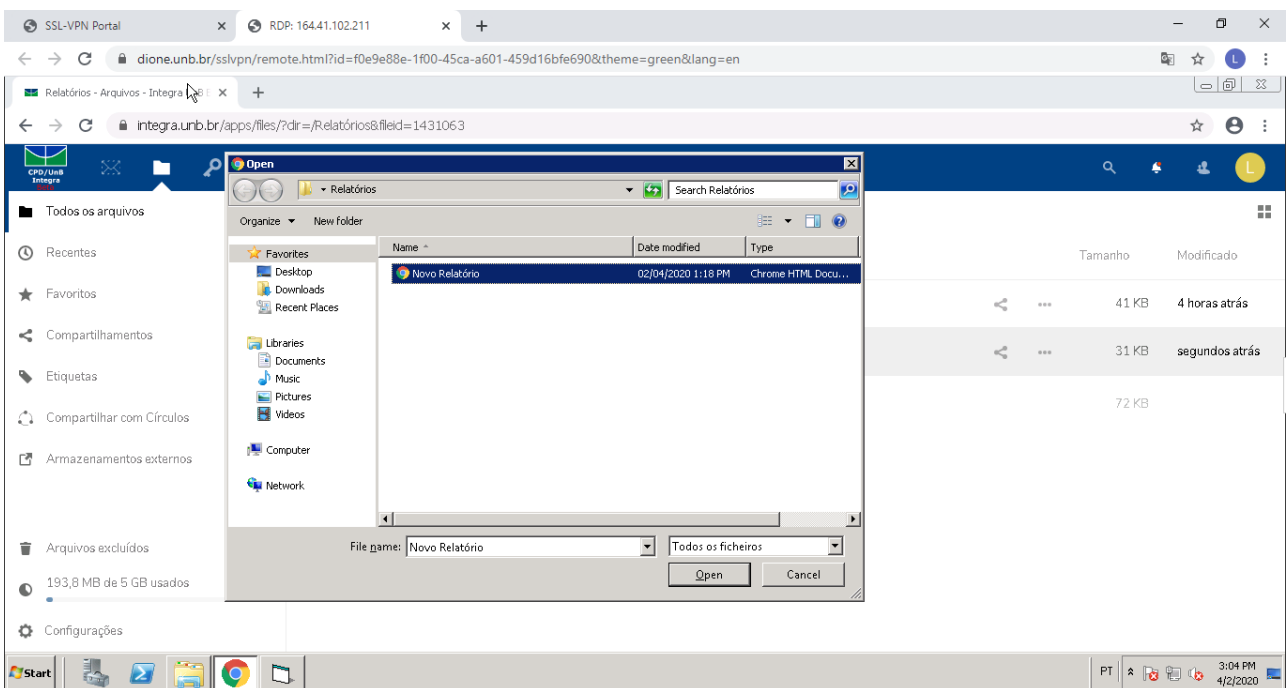 SSL-VPN Portal
RDP: 164.41.102.211
dione.unb.br/sslvpn/remote.html?id=f0e9e88e-1f00-45ca-a601-459d16bfe690&theme=green&lang=en
L
Relatórios - Arquivos - Integra
integra.unb.br/apps/files/?dir=/Relatórios&fileid=1431063
CPD/UnB
Integra
L
Open
Relatórios
Search Relatórios
Organize
New folder
Todos os arquivos
Recentes
Favoritos
Compartilhamentos
Etiquetas
Compartilhar com Círculos
Armazenamentos externos
Arquivos excluídos
193,8 MB de 5 GB usados
Configurações
Favorites
Desktop
Downloads
Recent Places
Libraries
Documents
Music
Pictures
Videos
Computer
Network
Name Date modified Type
Novo Relatório 02/04/2020 1:18 PM Chrome HTML Docu...
File name: Novo Relatório
Todos os ficheiros
Open Cancel
Tamanho Modificado
41 KB 4 horas atrás
31 KB segundos atrás
72 KB
Start
PT
3:04 PM
4/2/2020